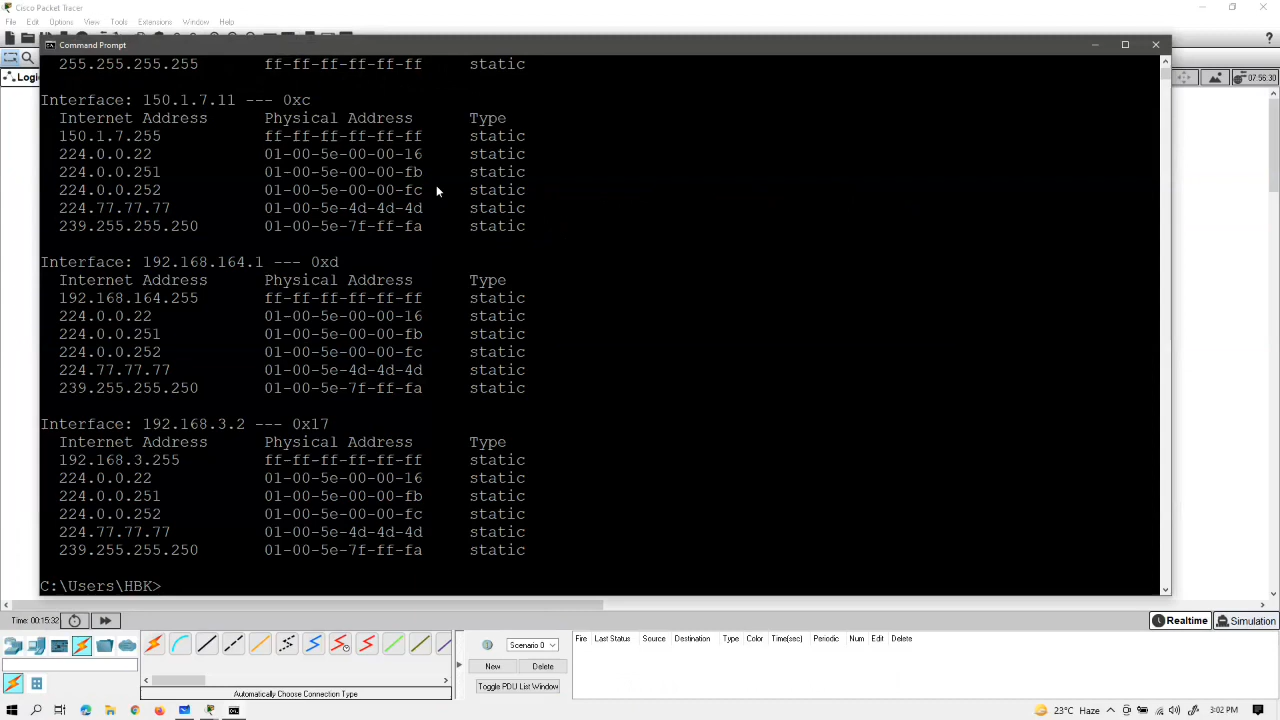 Cisco Packet Tracer
File Edit Options View Tools Extensions Window Help
Command Prompt
Logi
07:56:30
255.255.255.255 ff-ff-ff-ff-ff-ff static
Interface: 150.1.7.11 --- 0xc
Internet Address Physical Address Type
150.1.7.255 ff-ff-ff-ff-ff-ff static
224.0.0.22 01-00-5e-00-00-16 static
224.0.0.251 01-00-5e-00-00-fb static
224.0.0.252 01-00-5e-00-00-fc static
224.77.77.77 01-00-5e-4d-4d-4d static
239.255.255.250 01-00-5e-7f-ff-fa static
Interface: 192.168.164.1 --- 0xd
Internet Address Physical Address Type
192.168.164.255 ff-ff-ff-ff-ff-ff static
224.0.0.22 01-00-5e-00-00-16 static
224.0.0.251 01-00-5e-00-00-fb static
224.0.0.252 01-00-5e-00-00-fc static
224.77.77.77 01-00-5e-4d-4d-4d static
239.255.255.250 01-00-5e-7f-ff-fa static
Interface: 192.168.3.2 --- 0x17
Internet Address Physical Address Type
192.168.3.255 ff-ff-ff-ff-ff-ff static
224.0.0.22 01-00-5e-00-00-16 static
224.0.0.251 01-00-5e-00-00-fb static
224.0.0.252 01-00-5e-00-00-fc static
224.77.77.77 01-00-5e-4d-4d-4d static
239.255.255.250 01-00-5e-7f-ff-fa static
C:\Users\HBK>
Time: 00:15:32
Realtime Simulation
Scenario 0
Fire Last Status Source Destination Type Color Time(sec) Periodic Num Edit Delete
New Delete
Toggle PDU List Window
Automatically Choose Connection Type
23°C Haze 3:02 PM